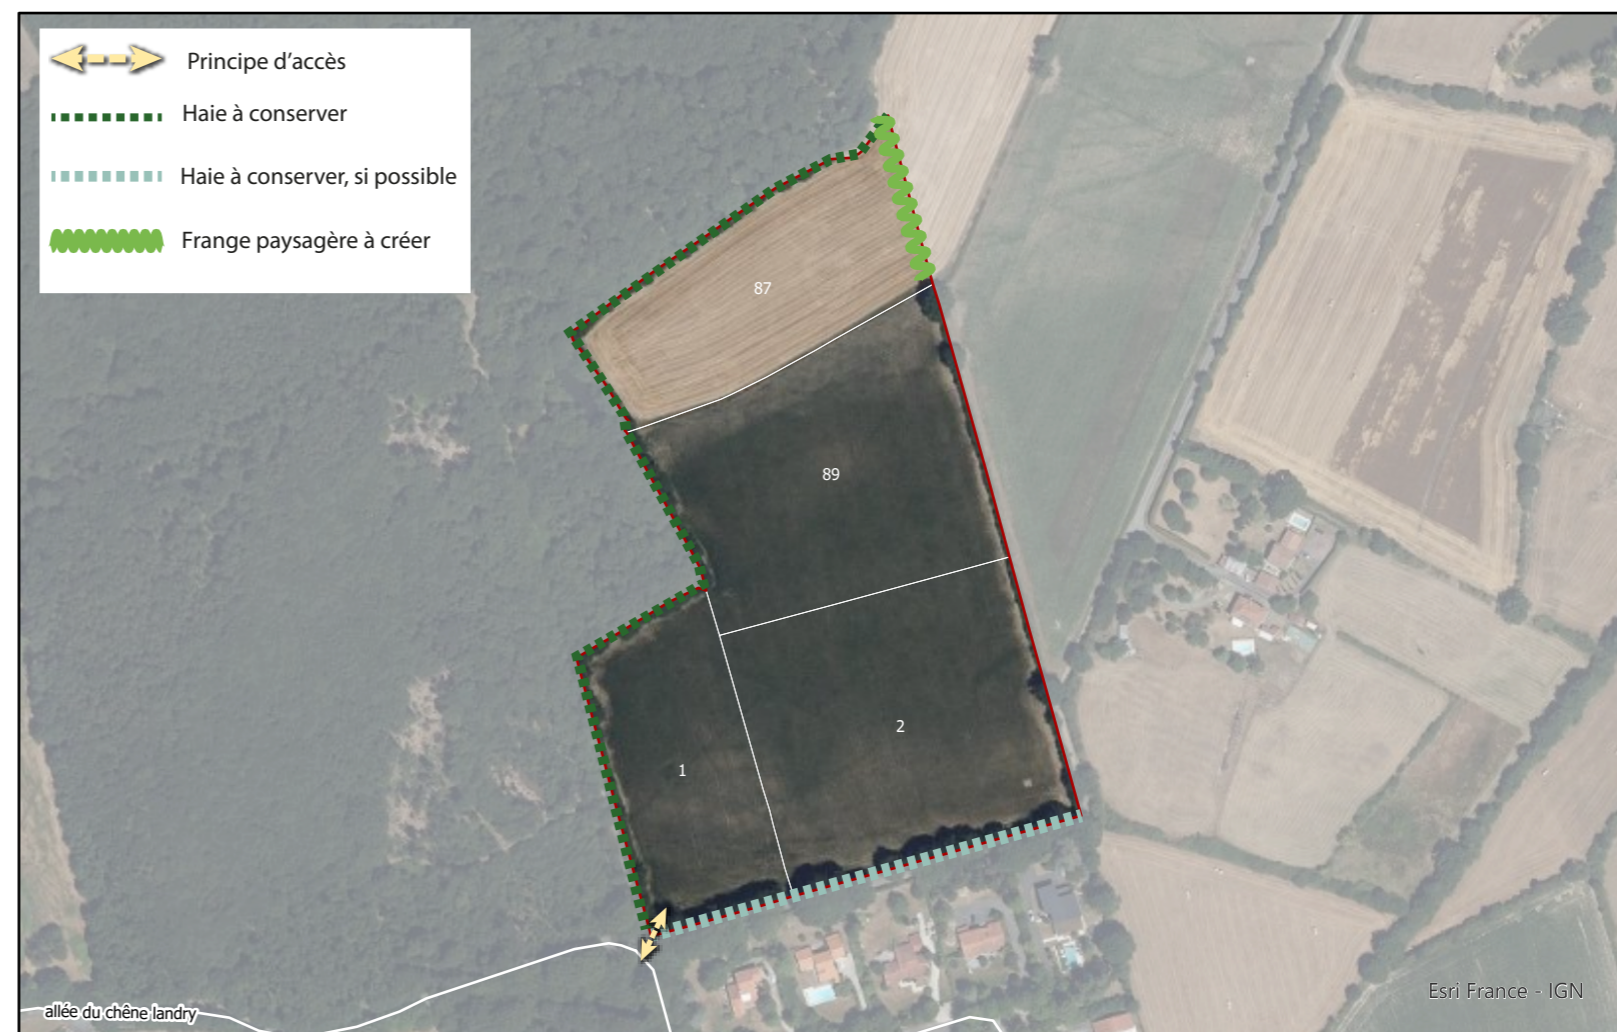 Principe d'accès
Haie à conserver
Haie à conserver, si possible
Frange paysagère à créer
87
89
2
1
Esri France - IGN
allée du chêne landry